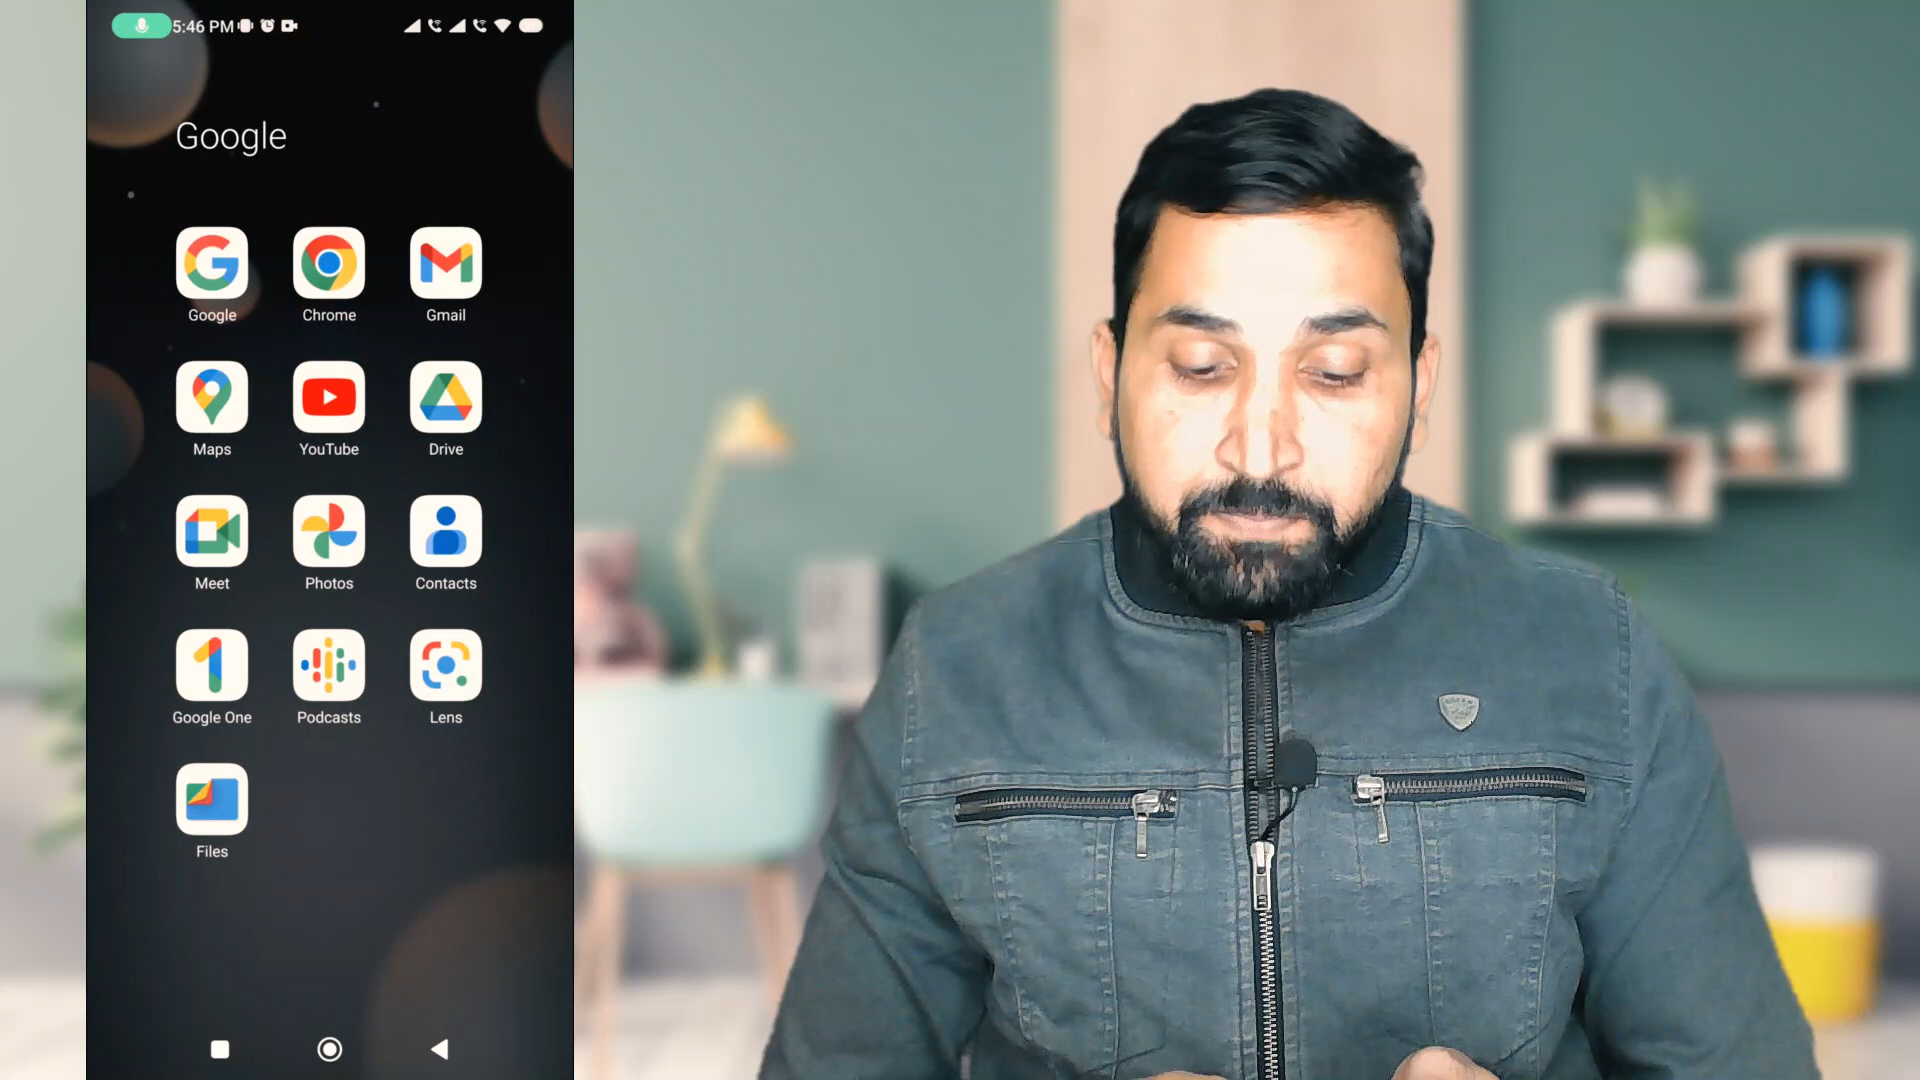 5:46 PM
Google
Google Chrome Gmail
Maps YouTube Drive
Meet Photos Contacts
Google One Podcasts Lens
Files